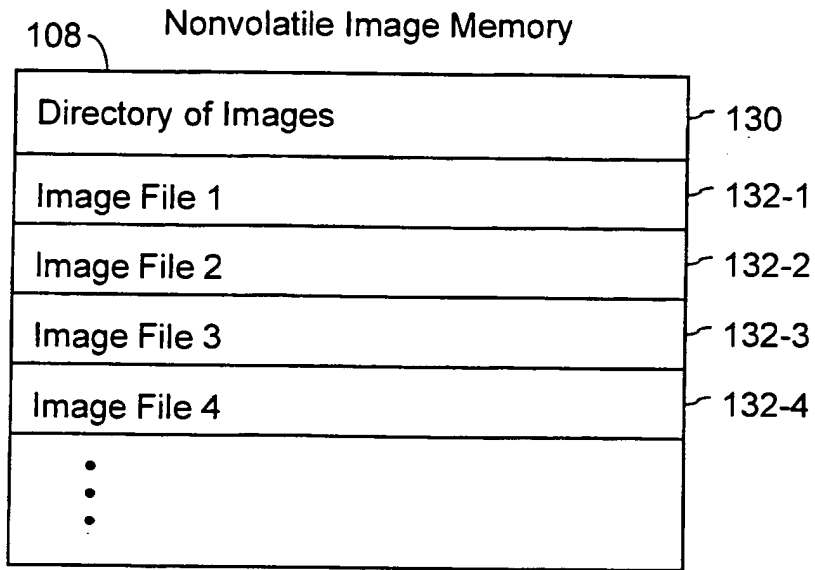 Nonvolatile Image Memory
108
Directory of Images 130
Image File 1 132-1
Image File 2 132-2
Image File 3 132-3
Image File 4 132-4